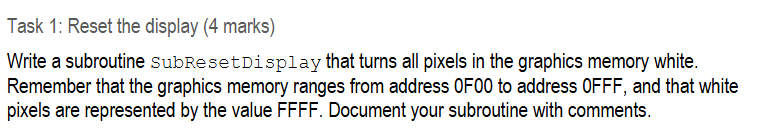 Task 1: Reset the display (4 marks)
Write a subroutine SubResetDisplay that turns all pixels in the graphics memory white.
Remember that the graphics memory ranges from address 0F00 to address 0FFF, and that white
pixels are represented by the value FFFF. Document your subroutine with comments.